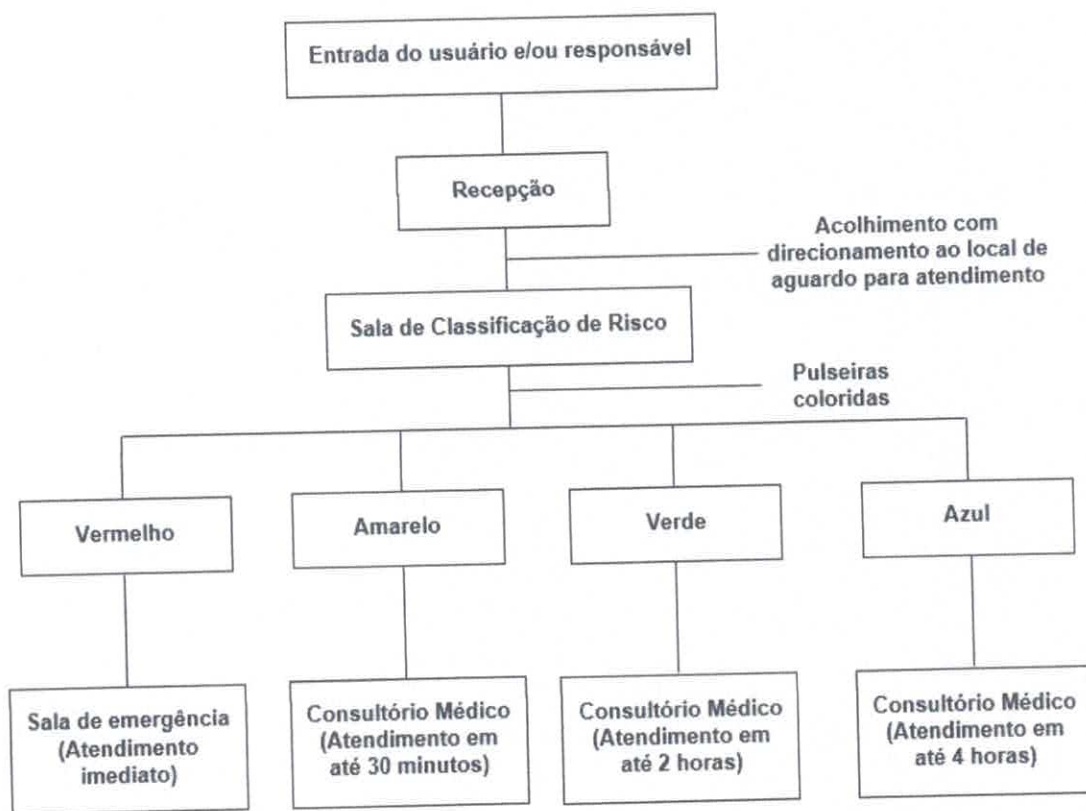 Entrada do usuário e/ou responsável
Recepção
Acolhimento com
direcionamento ao local de
aguardo para atendimento
Sala de Classificação de Risco
Pulseiras
coloridas
Vermelho
Amarelo
Verde
Azul
Sala de emergência
(Atendimento
imediato)
Consultório Médico
(Atendimento em
até 30 minutos)
Consultório Médico
(Atendimento em
até 2 horas)
Consultório Médico
(Atendimento em
até 4 horas)